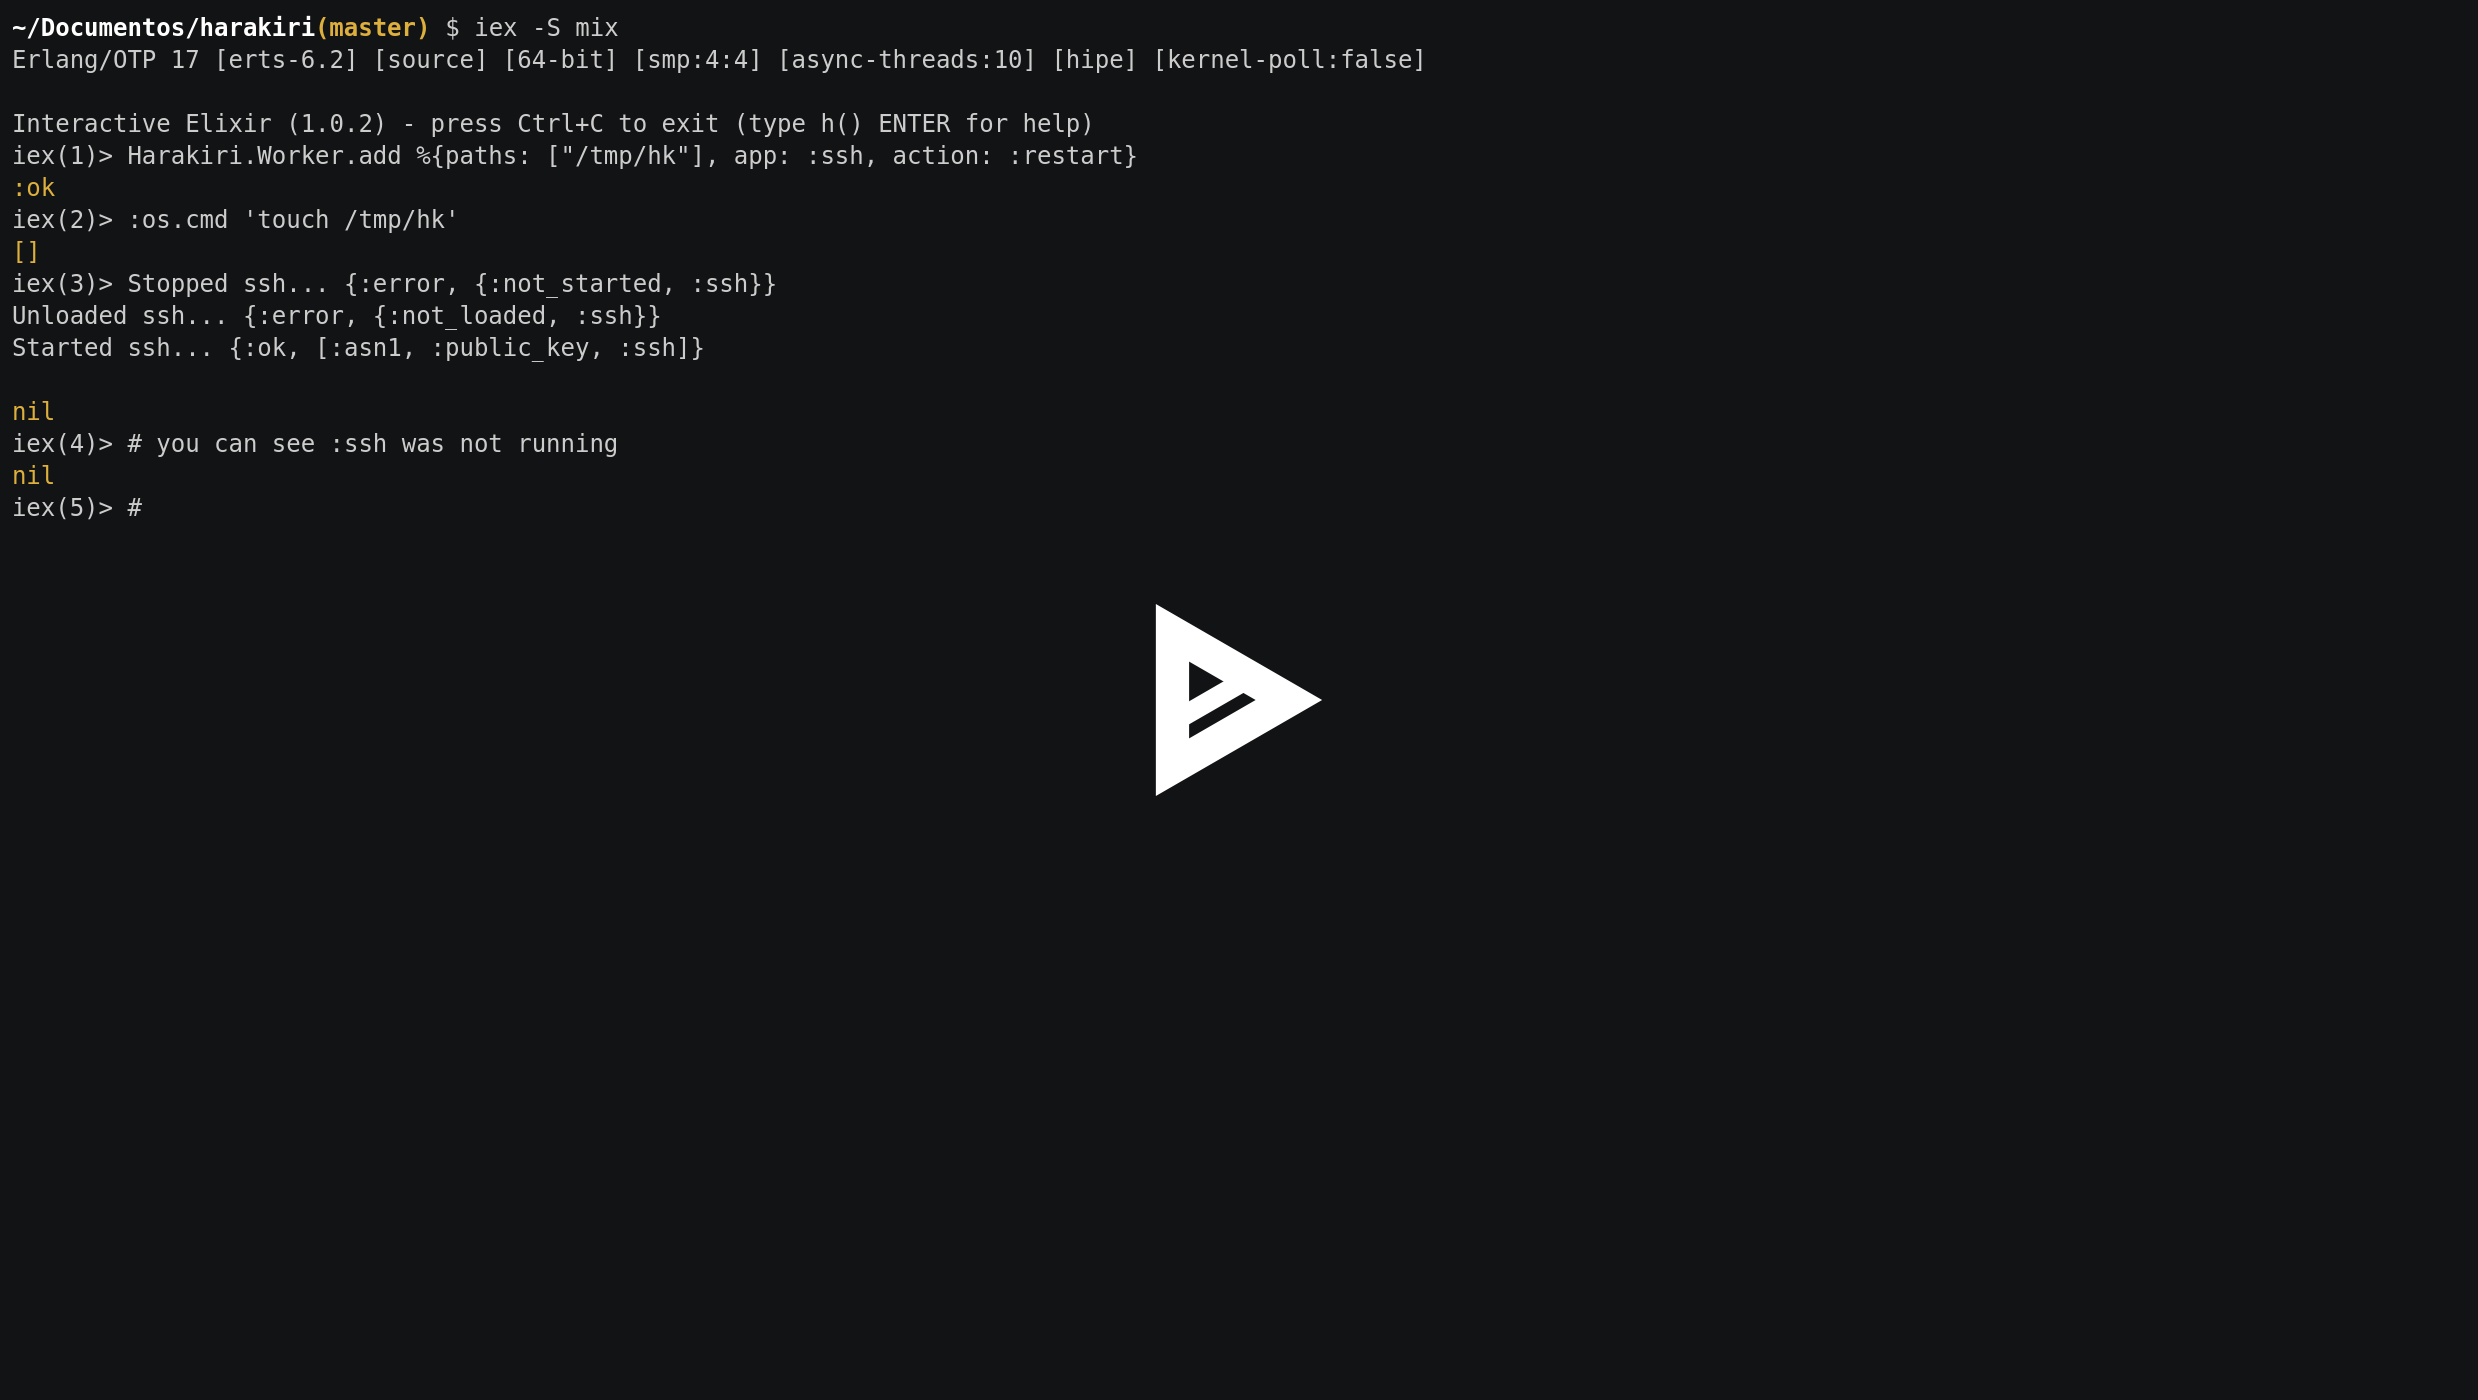 ~/Documentos/harakiri(master) $ iex -S mix
Erlang/OTP 17 [erts-6.2] [source] [64-bit] [smp:4:4] [async-threads:10] [hipe] [kernel-poll:false]
Interactive Elixir (1.0.2) - press Ctrl+C to exit (type h() ENTER for help)
iex(1)> Harakiri.Worker.add %{paths: ["/tmp/hk"], app: :ssh, action: :restart}
:ok
iex(2)> :os.cmd 'touch /tmp/hk'
[]
iex(3)> Stopped ssh... {:error, {:not_started, :ssh}}
Unloaded ssh... {:error, {:not_loaded, :ssh}}
Started ssh... {:ok, [:asn1, :public_key, :ssh]}
nil
iex(4)> # you can see :ssh was not running
nil
iex(5)> #